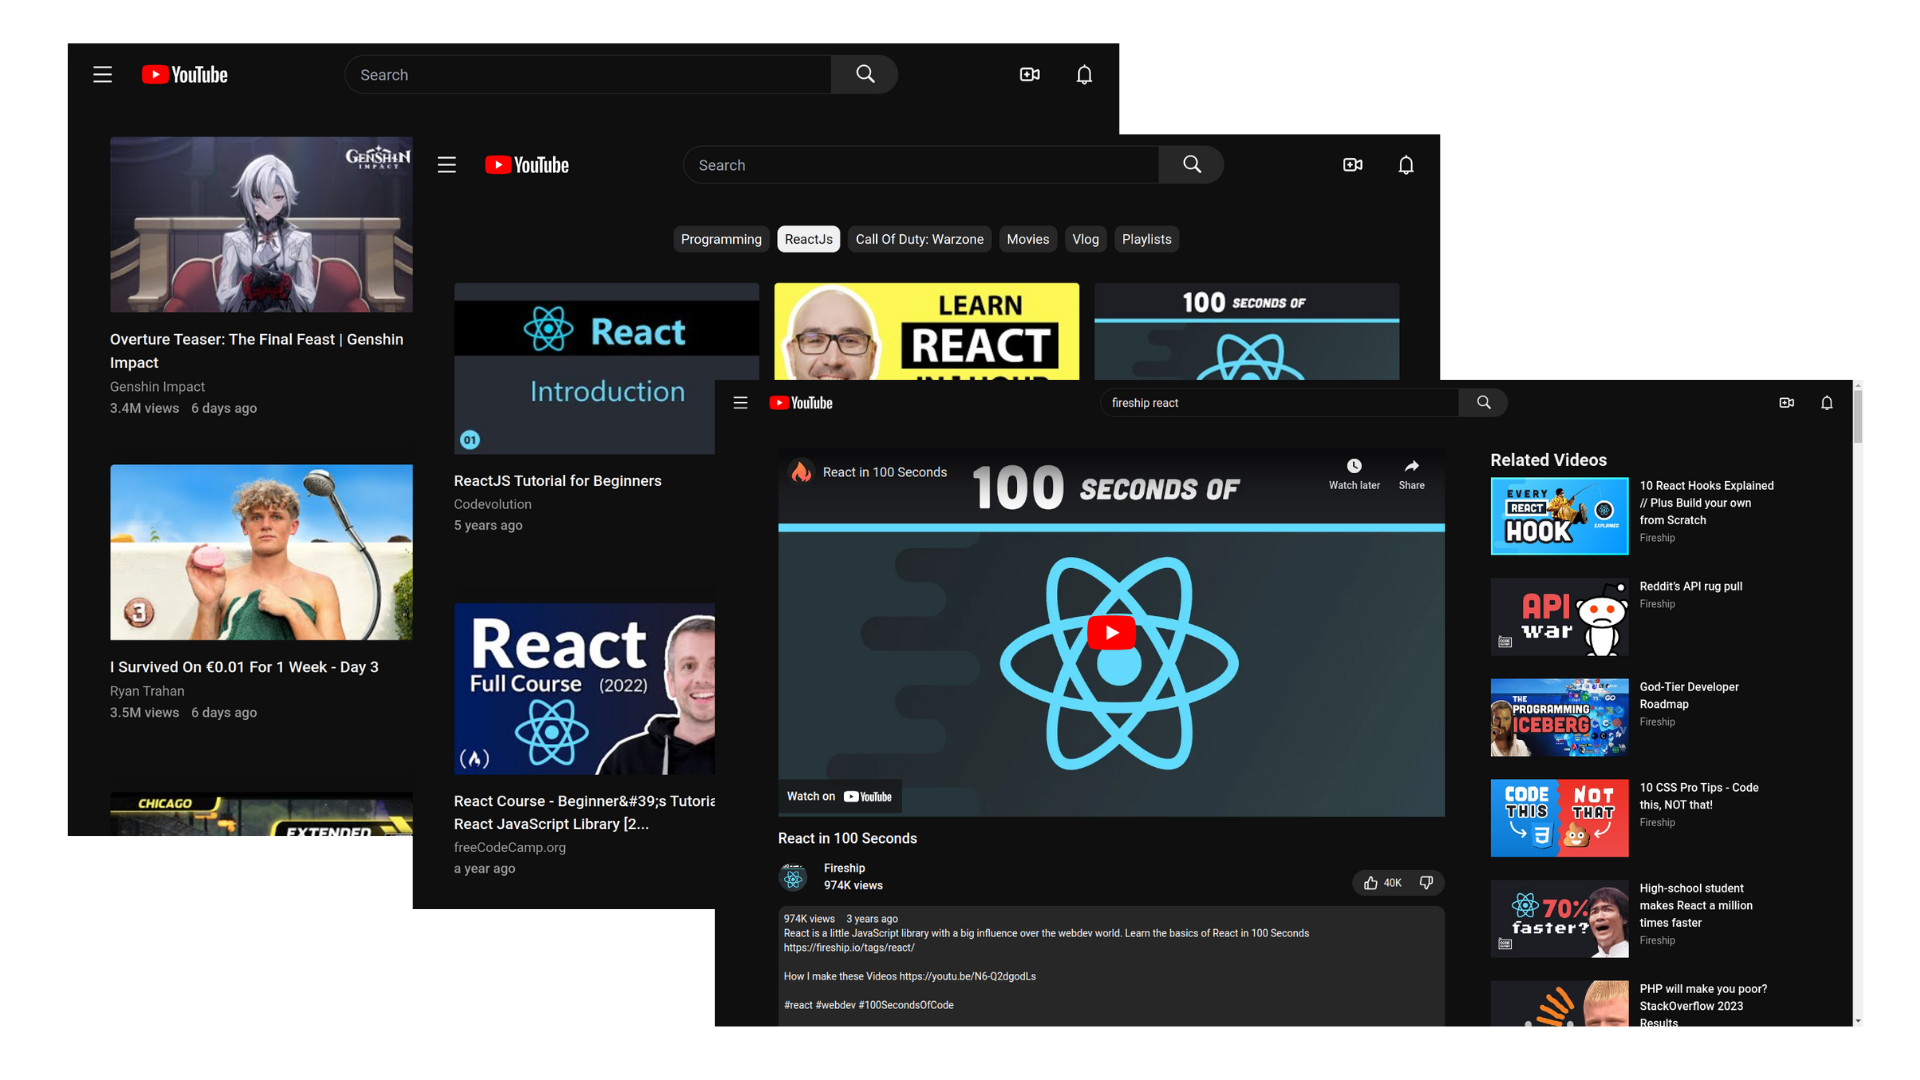 YouTube
Search
GENSHIN
IMPACT
Overture Teaser: The Final Feast | Genshin
Impact
Genshin Impact
3.4M views 6 days ago
3
I Survived On €0.01 For 1 Week - Day 3
Ryan Trahan
3.5M views 6 days ago
CHICAGO
EXTENDED
YouTube
Search
Programming
ReactJs
Call Of Duty: Warzone
Movies
Vlog
Playlists
React
Introduction
01
ReactJS Tutorial for Beginners
Codevolution
5 years ago
LEARN
REACT
IN 1 HOUR
100 SECONDS OF
React
Full Course (2022)
React Course - Beginner&#39;s Tutoria
React JavaScript Library [2...
freeCodeCamp.org
a year ago
YouTube
fireship react
React in 100 Seconds
100 SECONDS OF
Watch later
Share
Watch on YouTube
React in 100 Seconds
Fireship
974K views
40K
974K views 3 years ago
React is a little JavaScript library with a big influence over the webdev world. Learn the basics of React in 100 Seconds
https://fireship.io/tags/react/
How I make these Videos https://youtu.be/N6-Q2dgodLs
#react #webdev #100SecondsOfCode
Related Videos
EVERY
REACT
HOOK
EXPLAINED
10 React Hooks Explained
// Plus Build your own
from Scratch
Fireship
API
war
Reddit's API rug pull
Fireship
THE
PROGRAMMING
ICEBERG
God-Tier Developer
Roadmap
Fireship
CODE
THIS
NOT
THAT
10 CSS Pro Tips - Code
this, NOT that!
Fireship
70%
faster?
High-school student
makes React a million
times faster
Fireship
PHP will make you poor?
StackOverflow 2023
Results